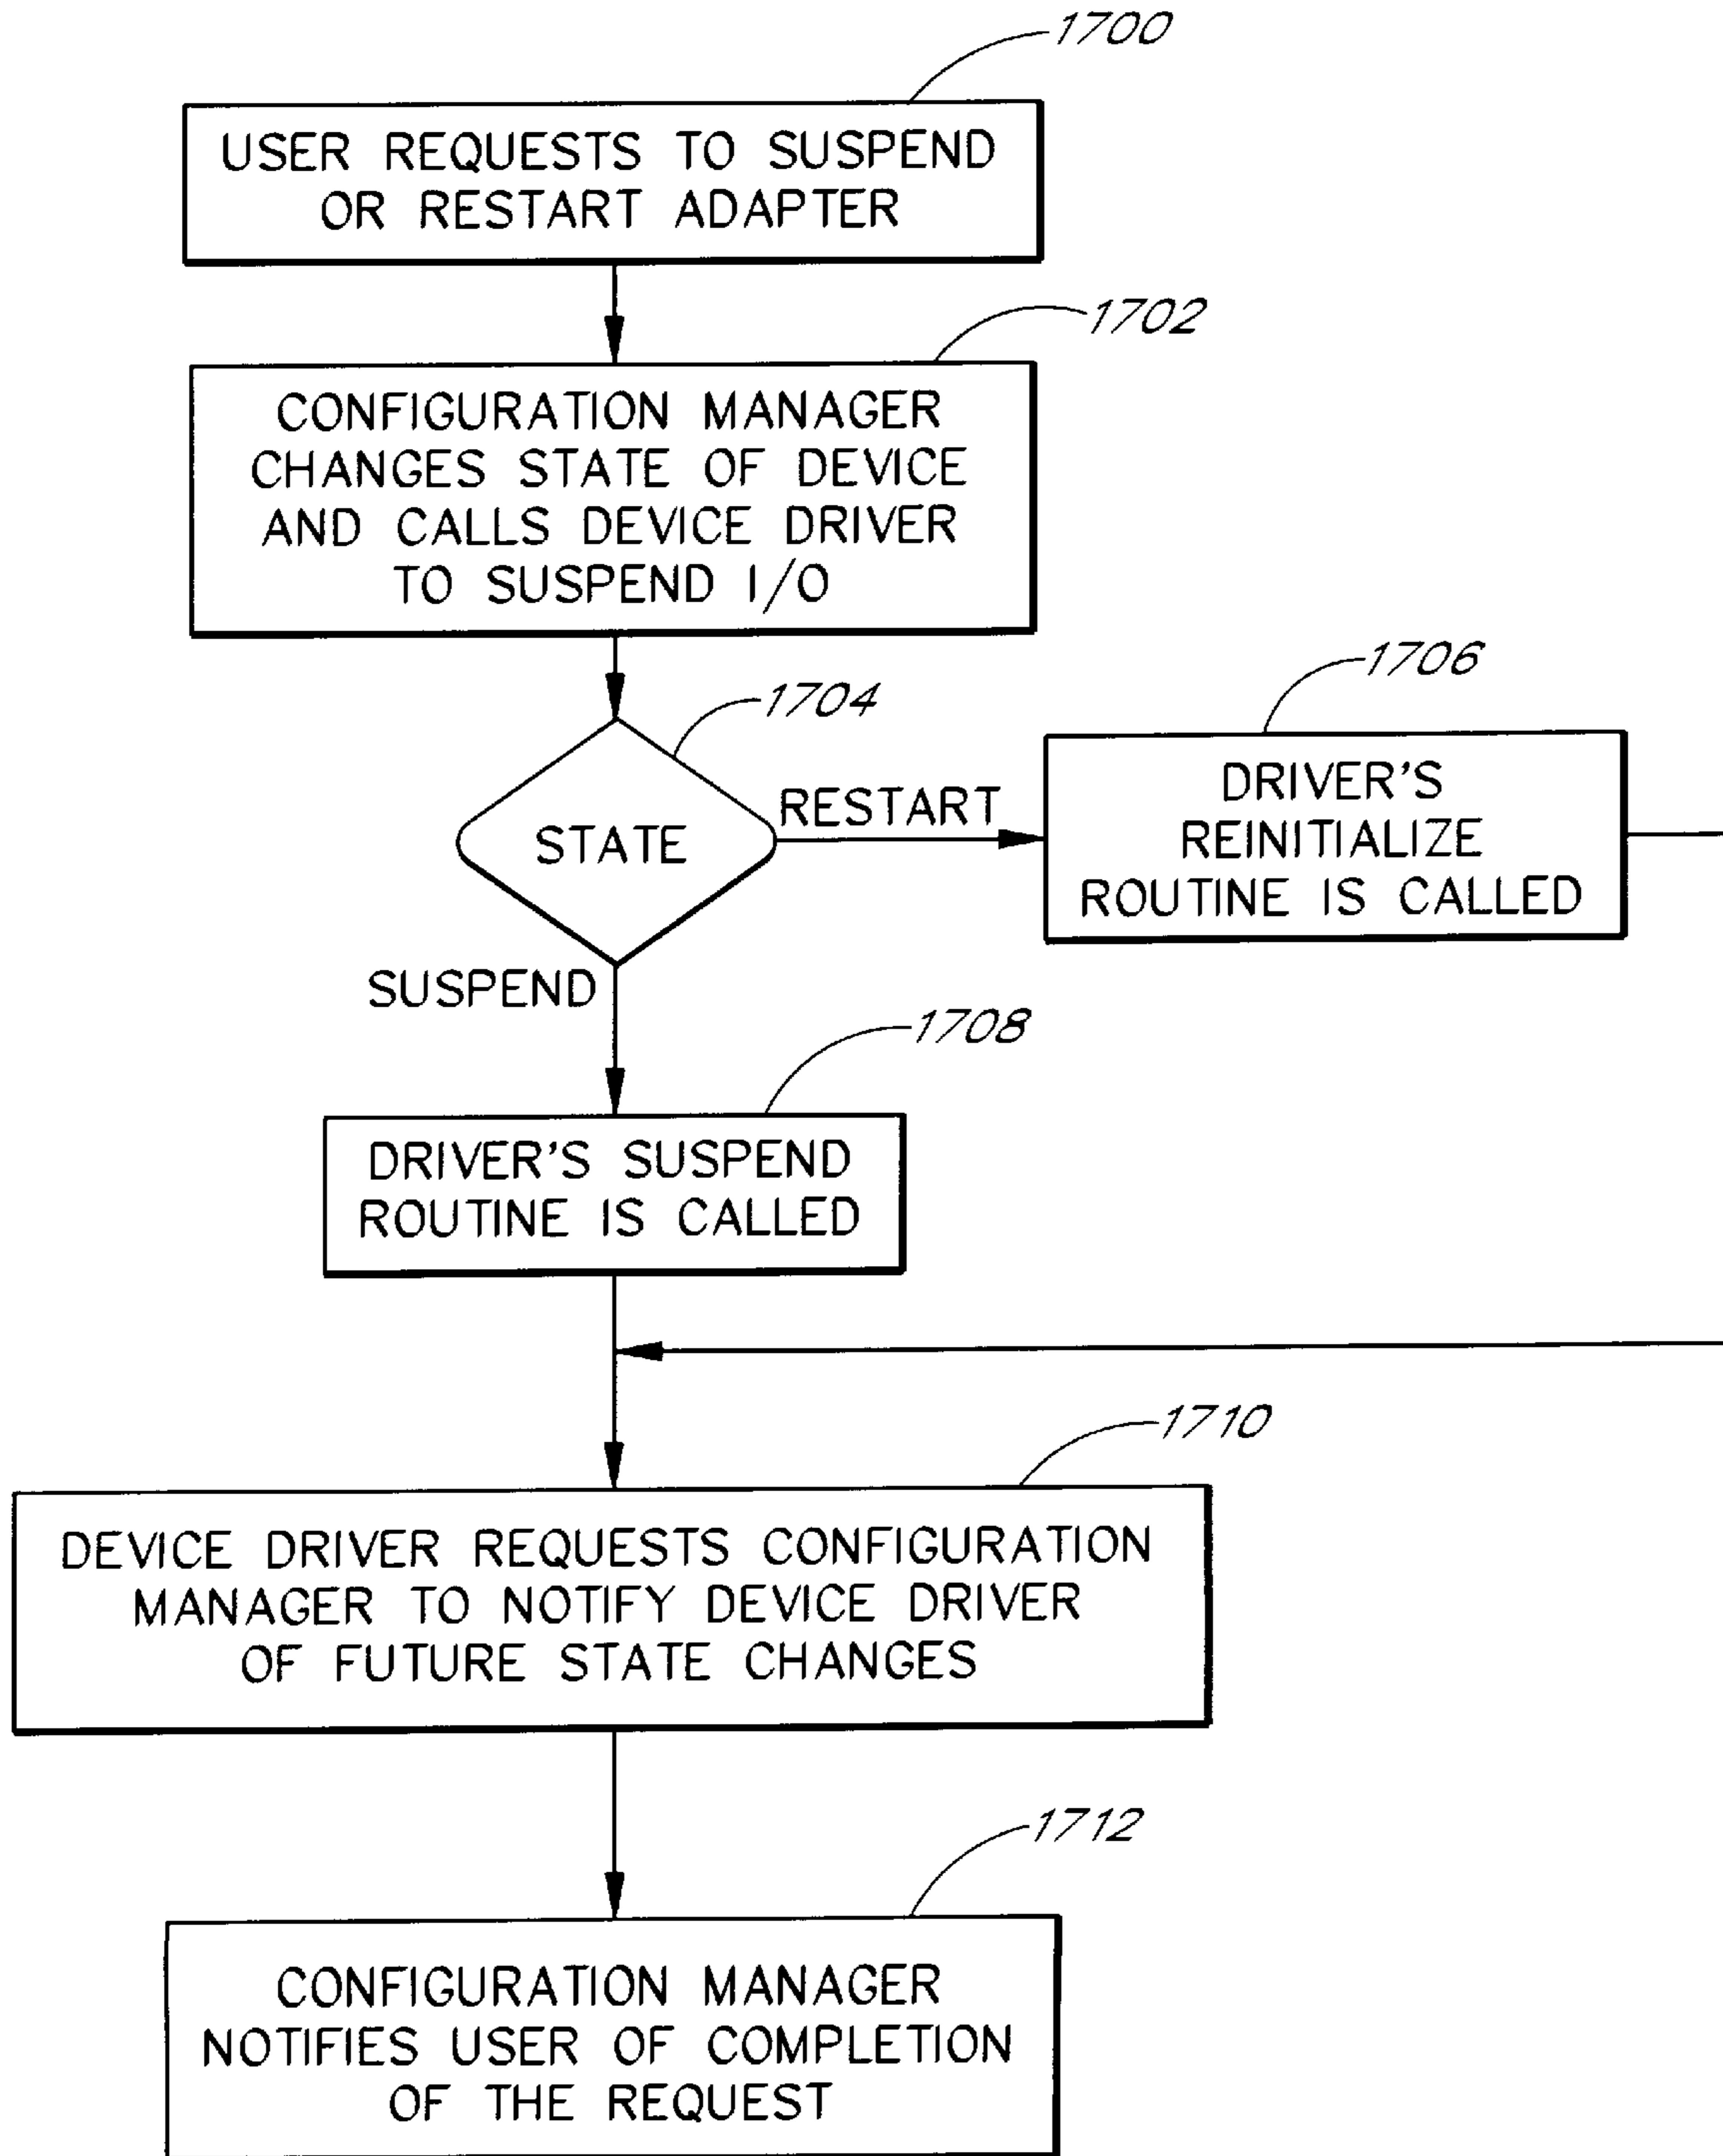 1700
USER REQUESTS TO SUSPEND
OR RESTART ADAPTER
1702
CONFIGURATION MANAGER
CHANGES STATE OF DEVICE
AND CALLS DEVICE DRIVER
TO SUSPEND I/O
1704
STATE
RESTART
1706
DRIVER'S
REINITIALIZE
ROUTINE IS CALLED
SUSPEND
1708
DRIVER'S SUSPEND
ROUTINE IS CALLED
1710
DEVICE DRIVER REQUESTS CONFIGURATION
MANAGER TO NOTIFY DEVICE DRIVER
OF FUTURE STATE CHANGES
1712
CONFIGURATION MANAGER
NOTIFIES USER OF COMPLETION
OF THE REQUEST